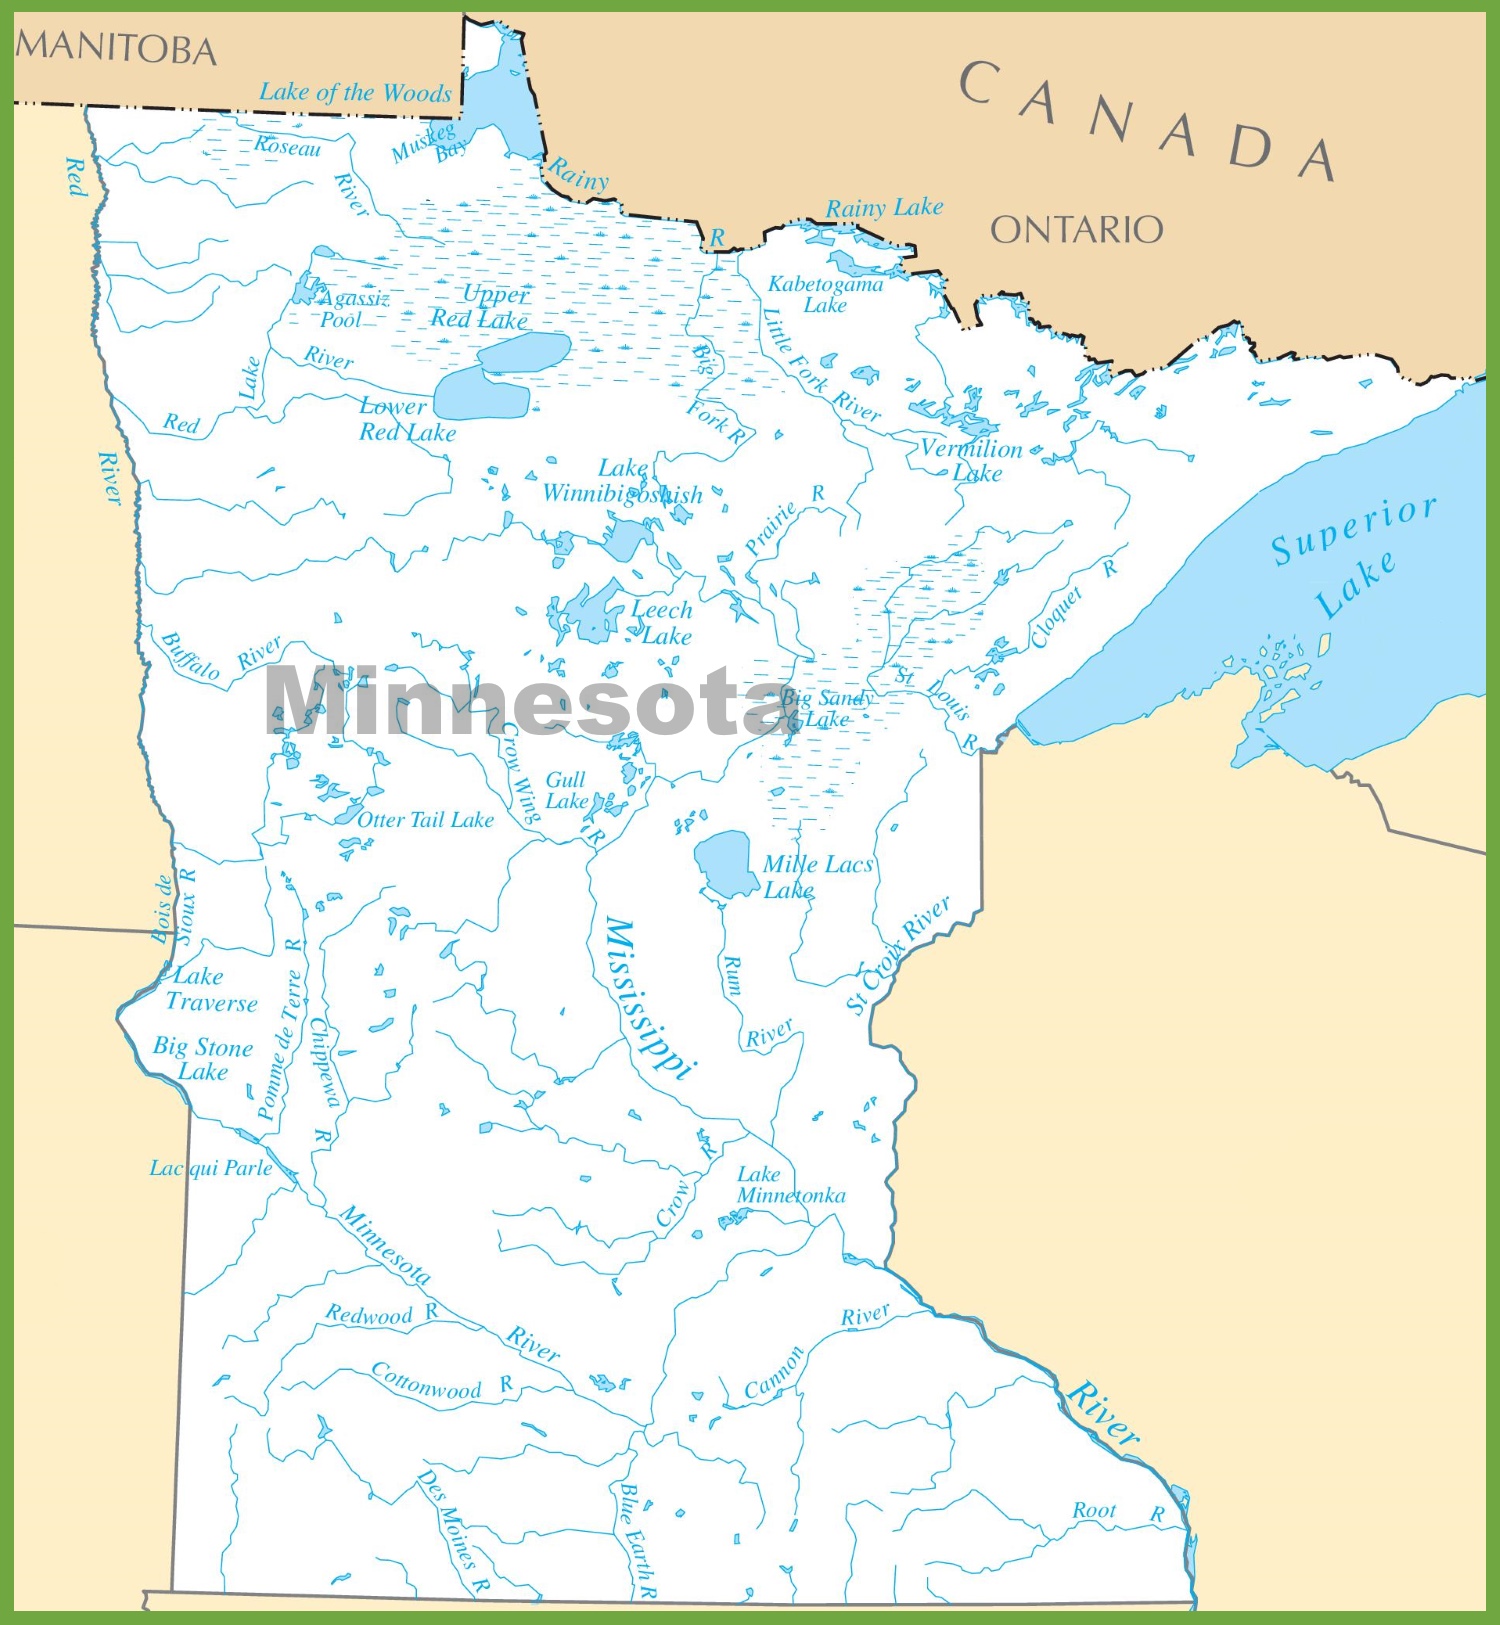 MANITOBA
CANADA
ONTARIO
Lake of the Woods
Muskeg
Bay
Roseau
River
Red
Rainy
R
Rainy Lake
Kabetogama
Lake
Agassiz
Pool
Upper
Red Lake
River
Lake
Red
Lower
Red Lake
Big
Fork R
Little Fork River
Vermilion
Lake
River
Lake
Winnibigoshish
Prairie R
Superior
Lake
Leech
Lake
Cloquet R
Buffalo River
Minnesota
St Louis
R
Big Sandy
Lake
Crow Wing
R
Gull
Lake
Otter Tail Lake
Mille Lacs
Lake
Bois de
Sioux R
St Croix River
Mississippi
Rum
River
Lake
Traverse
Pomme de Terre R
Chippewa
R
Big Stone
Lake
Lac qui Parle
Crow
R
Lake
Minnetonka
Minnesota
River
Redwood R
Cottonwood R
Cannon
River
River
Des Moines R
Blue Earth R
Root R